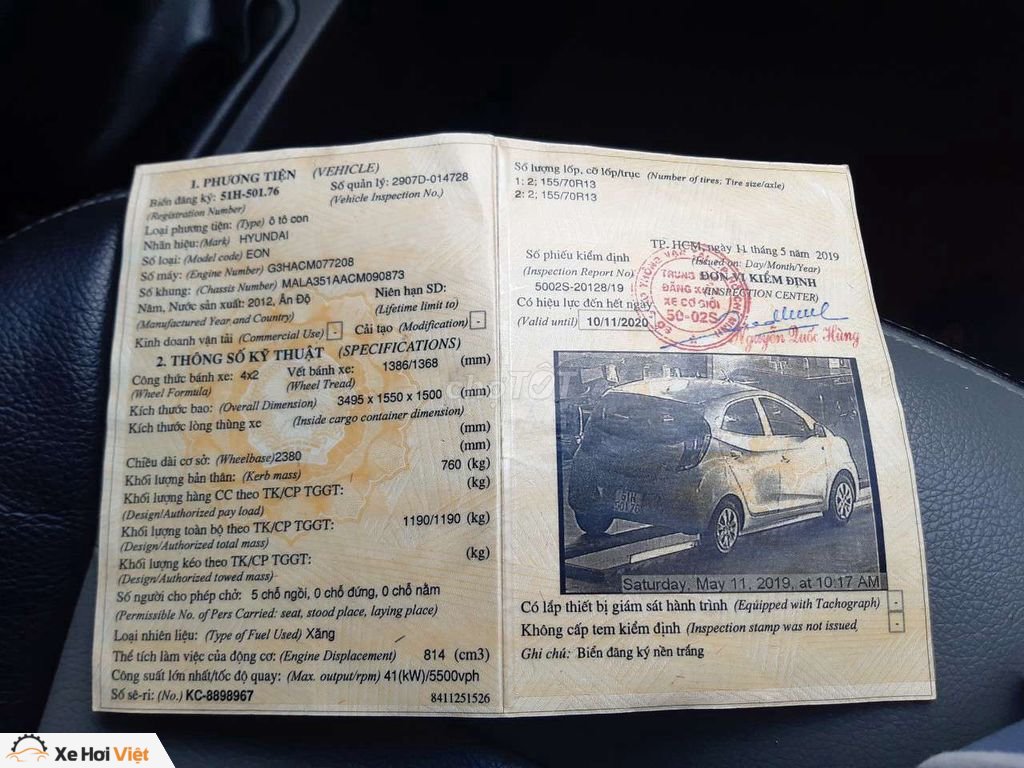 1. PHƯƠNG TIỆN (VEHICLE)
Biển đăng ký: 51H-501.76 Số quản lý: 2907D-014728
(Registration Number) (Vehicle Inspection No.)
Loại phương tiện: (Type) ô tô con
Nhãn hiệu: (Mark) HYUNDAI
Số loại: (Model code) EON
Số máy: (Engine Number) G3HACM077208
Số khung: (Chassis Number) MALA351AACM090873
Năm, Nước sản xuất: 2012, Ấn Độ Niên hạn SD:
(Manufactured Year and Country) (Lifetime limit to)
Kinh doanh vận tải (Commercial Use) - Cải tạo (Modification) -
2. THÔNG SỐ KỸ THUẬT (SPECIFICATIONS)
Công thức bánh xe: 4x2 Vết bánh xe: 1386/1368 (mm)
(Wheel Formula) (Wheel Tread)
Kích thước bao: (Overall Dimension) 3495 x 1550 x 1500 (mm)
Kích thước lòng thùng xe (Inside cargo container dimension)
(mm)
Chiều dài cơ sở: (Wheelbase) 2380 (mm)
Khối lượng bản thân: (Kerb mass) 760 (kg)
Khối lượng hàng CC theo TK/CP TGGT: (kg)
(Design/Authorized pay load)
Khối lượng toàn bộ theo TK/CP TGGT: 1190/1190 (kg)
(Design/Authorized total mass)
Khối lượng kéo theo TK/CP TGGT: (kg)
(Design/Authorized towed mass)
Số người cho phép chở: 5 chỗ ngồi, 0 chỗ đứng, 0 chỗ nằm
(Permissible No. of Pers Carried: seat, stood place, laying place)
Loại nhiên liệu: (Type of Fuel Used) Xăng
Thể tích làm việc của động cơ: (Engine Displacement) 814 (cm3)
Công suất lớn nhất/tốc độ quay: (Max. output/rpm) 41(kW)/5500vph
Số sê-ri: (No.) KC-8898967 8411251526
Số lượng lốp, cỡ lốp/trục (Number of tires; Tire size/axle)
1: 2; 155/70R13
2: 2; 155/70R13
TP. HCM, ngày 11 tháng 5 năm 2019
(Issued on: Day/Month/Year)
Số phiếu kiểm định ĐƠN VỊ KIỂM ĐỊNH
(Inspection Report No) (INSPECTION CENTER)
5002S-20128/19
Có hiệu lực đến hết ngày
(Valid until) 10/11/2020
TRUNG TÂM
ĐĂNG KIỂM
XE CƠ GIỚI
50-02S
Nguyễn Quốc Hùng
chợTỐT
51H
501.76
Saturday, May 11, 2019, at 10:17 AM
Có lắp thiết bị giám sát hành trình (Equipped with Tachograph) -
Không cấp tem kiểm định (Inspection stamp was not issued) -
Ghi chú: Biển đăng ký nền trắng
Xe Hơi Việt